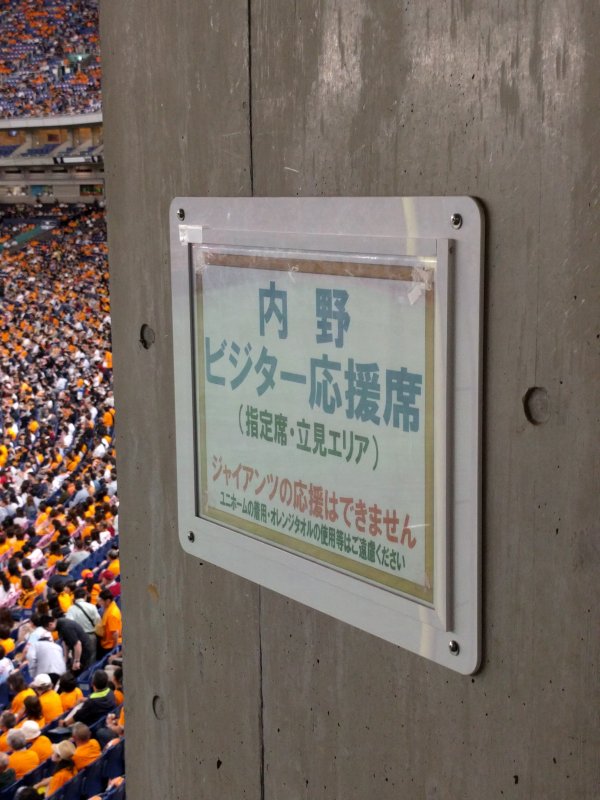 内野
ビジター応援席
(指定席・立見エリア)
ジャイアンツの応援はできません
ユニホームの着用・オレンジタオルの使用等はご遠慮ください